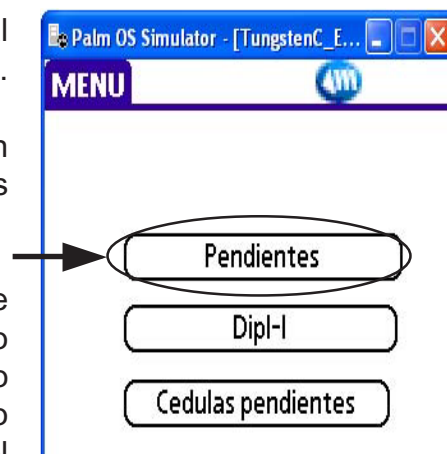 Palm OS Simulator - [TungstenC_E...
MENU
Pendientes
Dipl-I
Cedulas pendientes